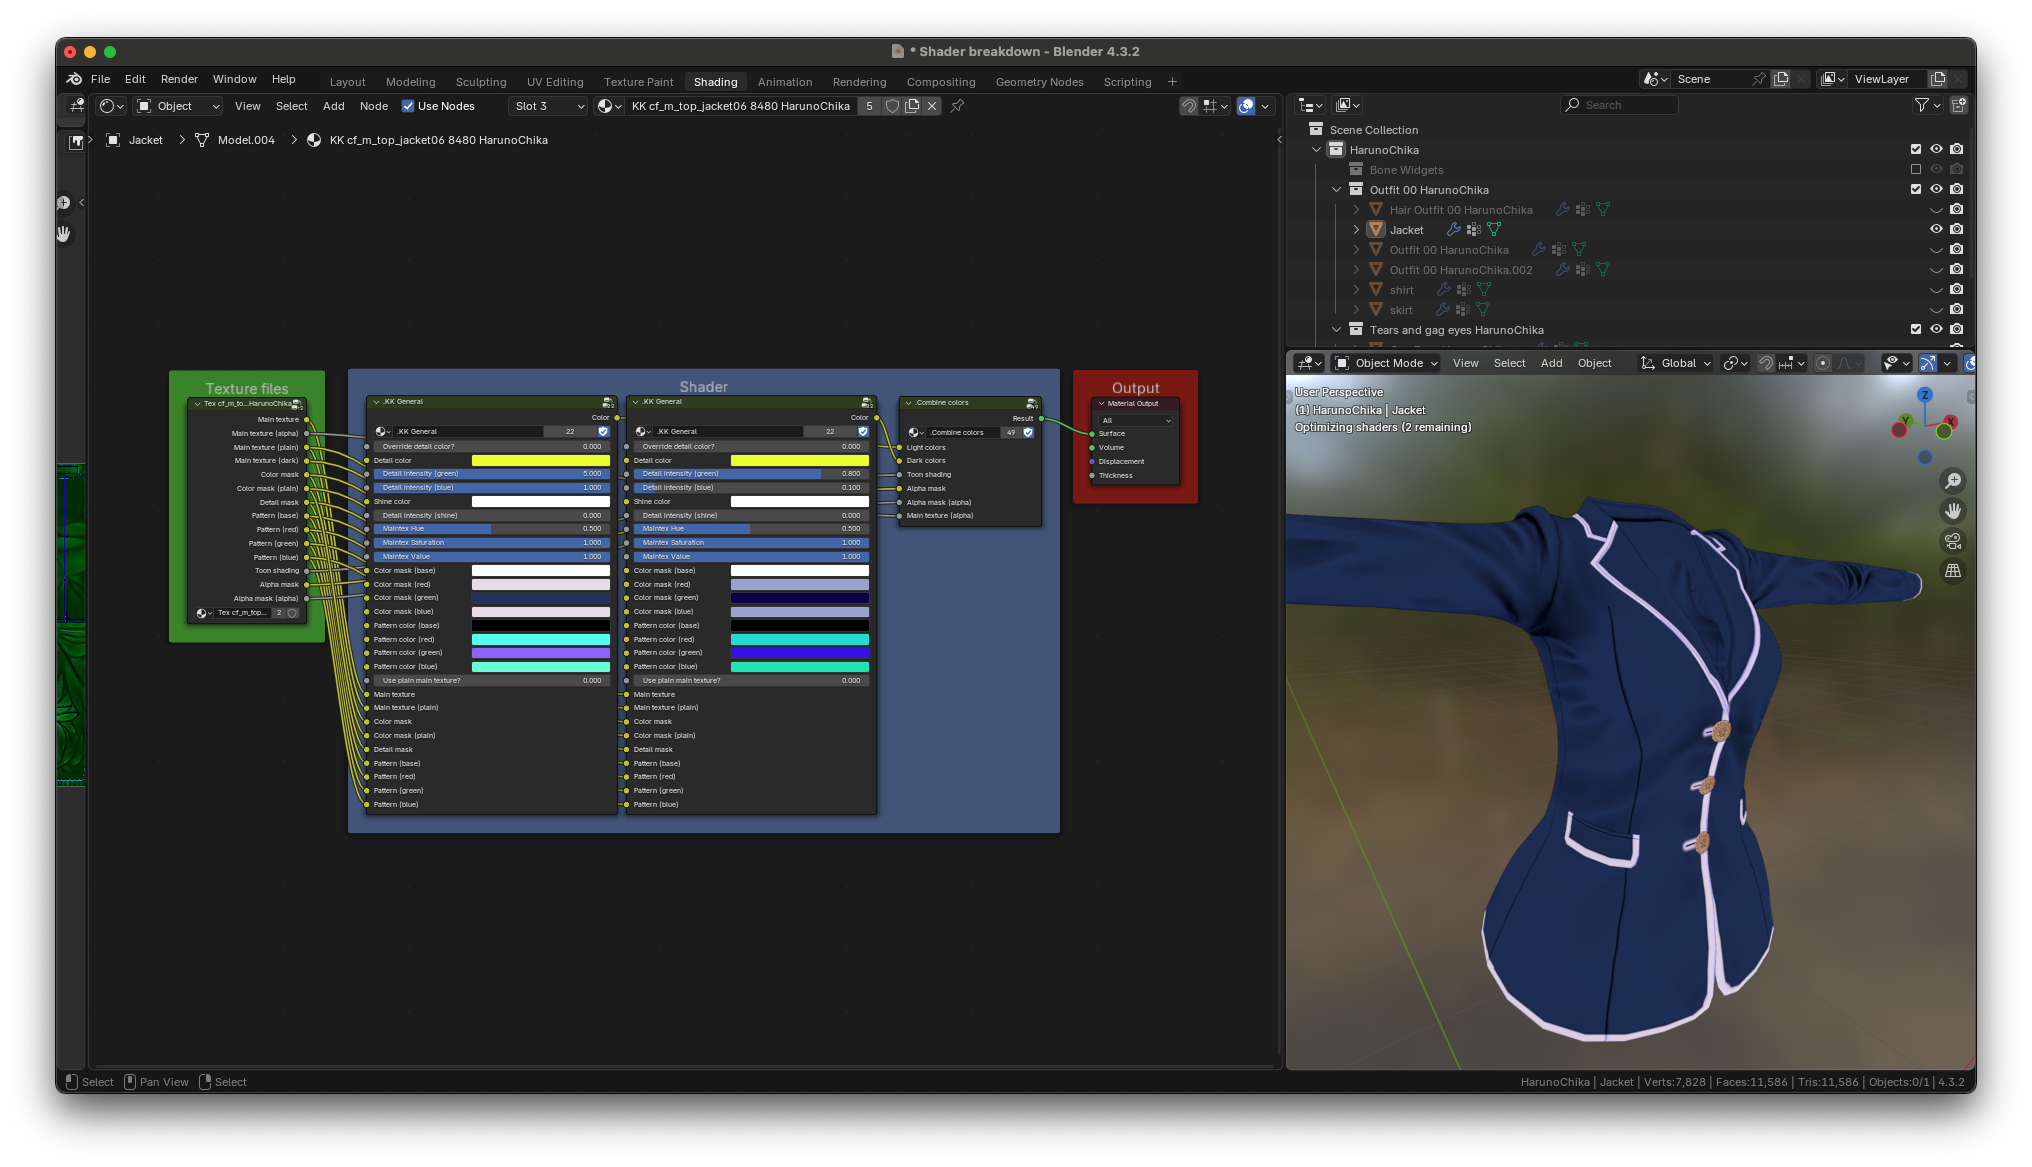 * Shader breakdown - Blender 4.3.2
File Edit Render Window Help
Layout Modeling Sculpting UV Editing Texture Paint Shading Animation Rendering Compositing Geometry Nodes Scripting +
Scene
ViewLayer
Object View Select Add Node Use Nodes Slot 3 KK cf_m_top_jacket06 8480 HarunoChika 5
Jacket > Model.004 > KK cf_m_top_jacket06 8480 HarunoChika
Search
Scene Collection
HarunoChika
Bone Widgets
Outfit 00 HarunoChika
Hair Outfit 00 HarunoChika
Jacket
Outfit 00 HarunoChika
Outfit 00 HarunoChika.002
shirt
skirt
Tears and gag eyes HarunoChika
Texture files
Tex cf_m_to...HarunoChika
Main texture
Main texture (alpha)
Main texture (plain)
Main texture (dark)
Color mask
Color mask (plain)
Detail mask
Pattern (base)
Pattern (red)
Pattern (green)
Pattern (blue)
Toon shading
Alpha mask
Alpha mask (alpha)
Tex cf_m_top... 2
Shader
.KK General
Color
.KK General 22
Override detail color? 0.000
Detail color
Detail intensity (green) 5.000
Detail intensity (blue) 1.000
Shine color
Detail intensity (shine) 0.000
Maintex Hue 0.500
Maintex Saturation 1.000
Maintex Value 1.000
Color mask (base)
Color mask (red)
Color mask (green)
Color mask (blue)
Pattern color (base)
Pattern color (red)
Pattern color (green)
Pattern color (blue)
Use plain main texture? 0.000
Main texture
Main texture (plain)
Color mask
Color mask (plain)
Detail mask
Pattern (base)
Pattern (red)
Pattern (green)
Pattern (blue)
.KK General
Color
.KK General 22
Override detail color? 0.000
Detail color
Detail intensity (green) 0.800
Detail intensity (blue) 0.100
Shine color
Detail intensity (shine) 0.000
Maintex Hue 0.500
Maintex Saturation 1.000
Maintex Value 1.000
Color mask (base)
Color mask (red)
Color mask (green)
Color mask (blue)
Pattern color (base)
Pattern color (red)
Pattern color (green)
Pattern color (blue)
Use plain main texture? 0.000
Main texture
Main texture (plain)
Color mask
Color mask (plain)
Detail mask
Pattern (base)
Pattern (red)
Pattern (green)
Pattern (blue)
.Combine colors
Result
.Combine colors 49
Light colors
Dark colors
Toon shading
Alpha mask
Alpha mask (alpha)
Main texture (alpha)
Output
Material Output
All
Surface
Volume
Displacement
Thickness
Object Mode View Select Add Object Global
User Perspective
(1) HarunoChika | Jacket
Optimizing shaders (2 remaining)
Z
Y
X
Select Pan View Select
HarunoChika | Jacket | Verts:7,828 | Faces:11,586 | Tris:11,586 | Objects:0/1 | 4.3.2